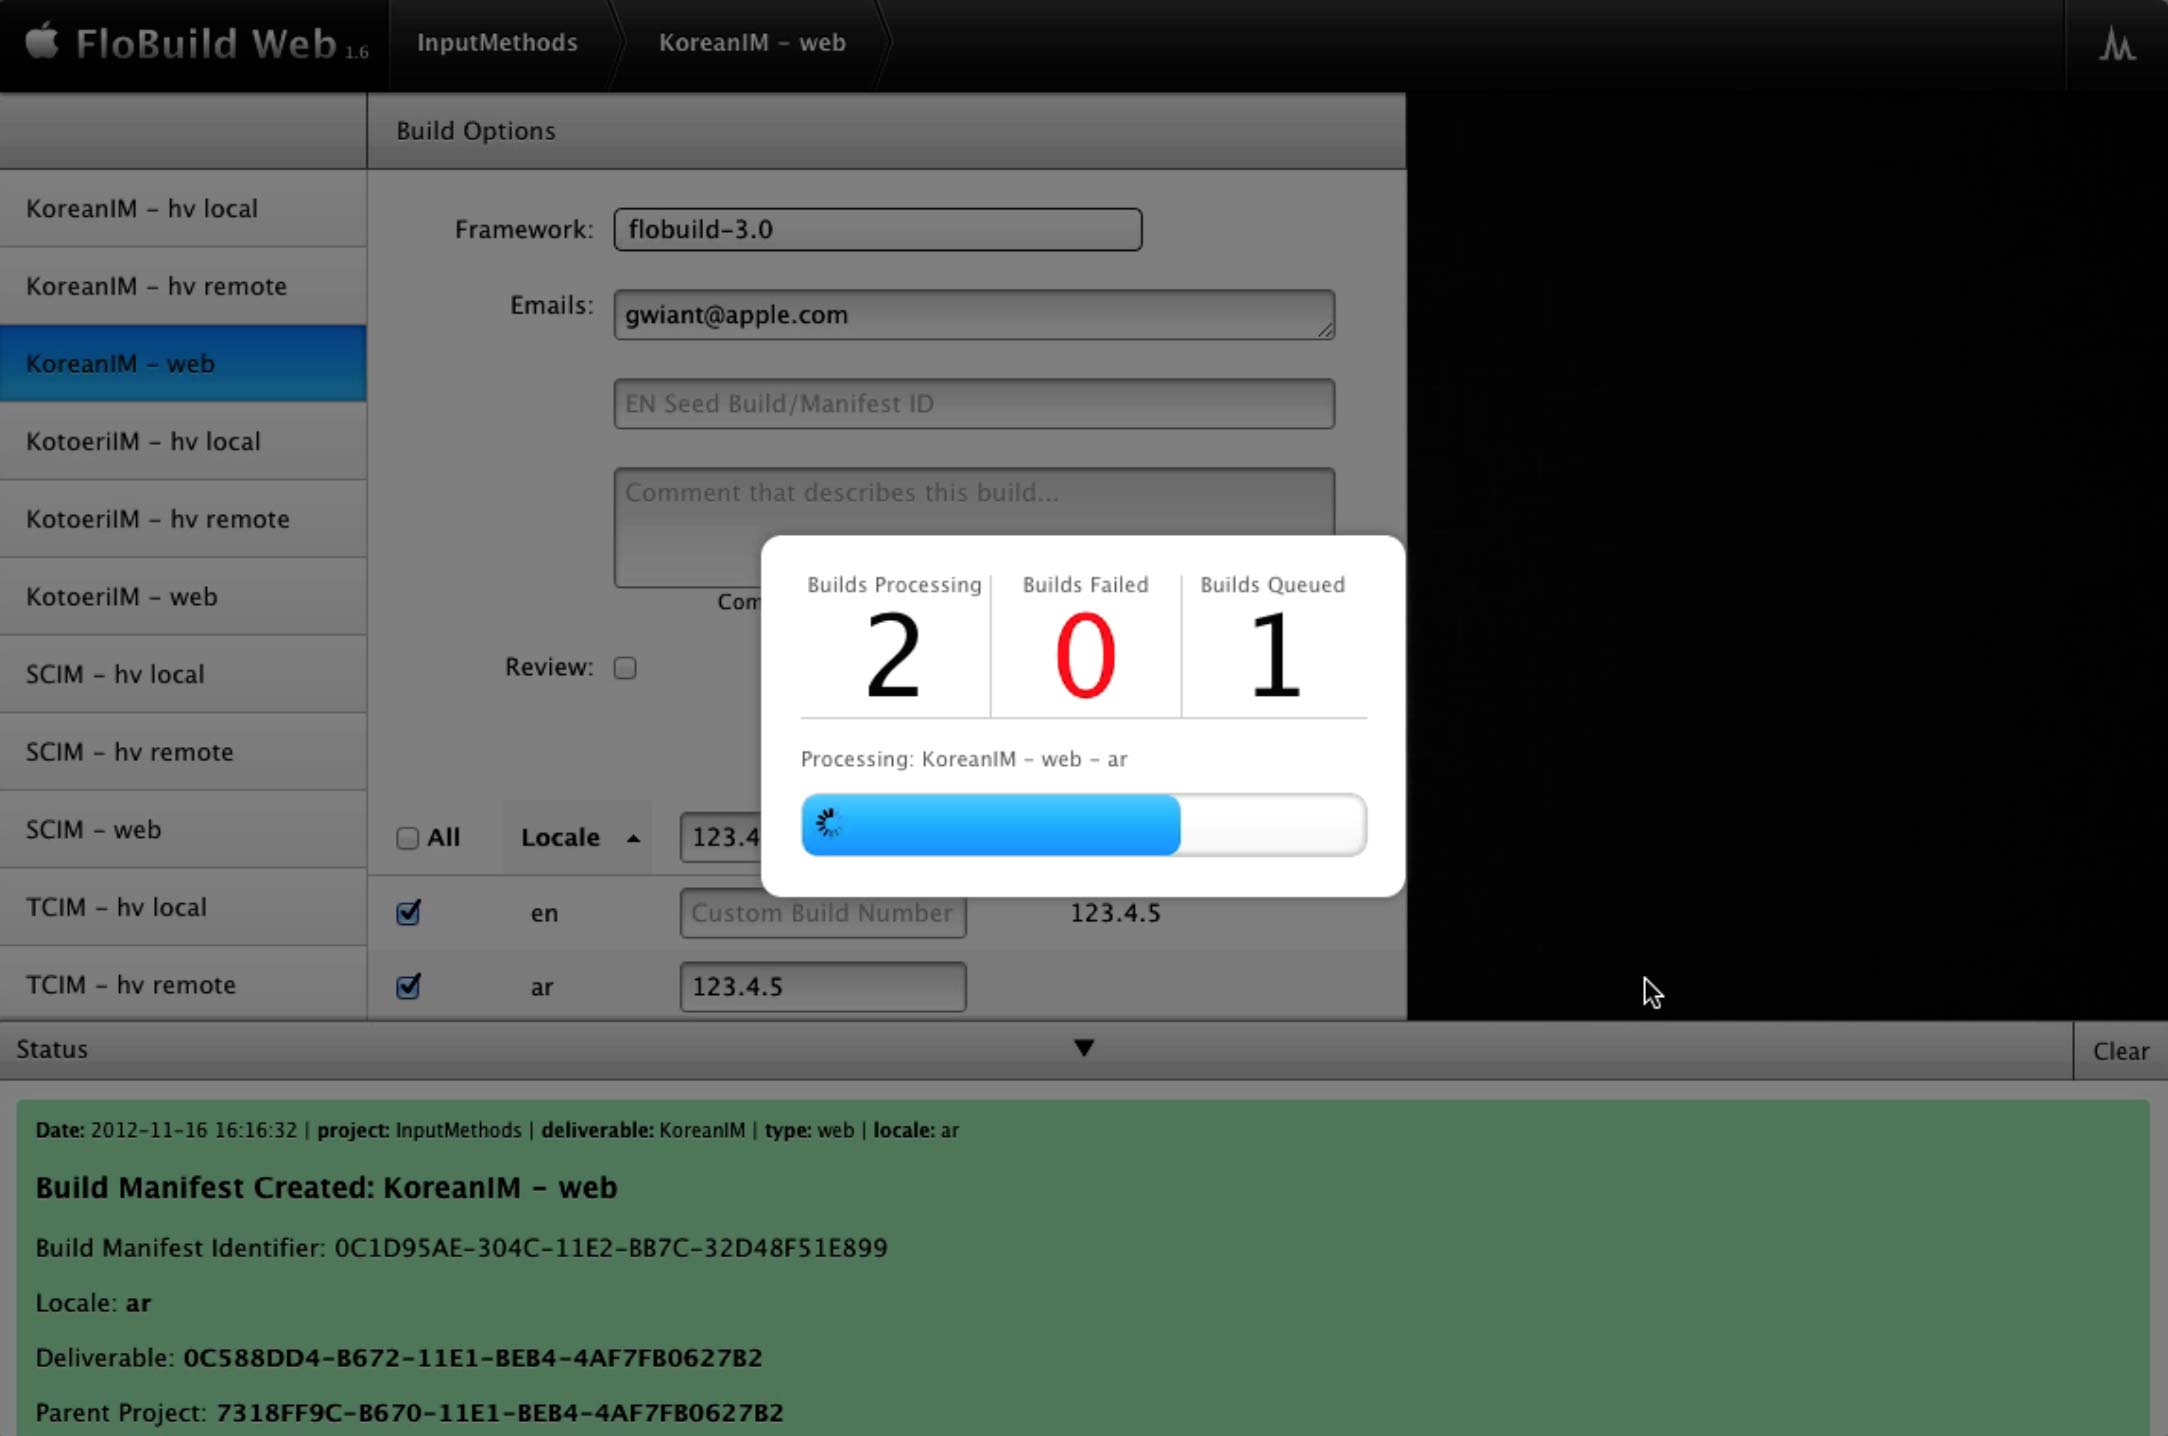 FloBuild Web 1.6
InputMethods
KoreanIM – web
Build Options
KoreanIM – hv local
KoreanIM – hv remote
KoreanIM – web
KotoeriIM – hv local
KotoeriIM – hv remote
KotoeriIM – web
SCIM – hv local
SCIM – hv remote
SCIM – web
TCIM – hv local
TCIM – hv remote
Framework: flobuild-3.0
Emails: gwiant@apple.com
EN Seed Build/Manifest ID
Comment that describes this build...
Com
Review:
Builds Processing
2
Builds Failed
0
Builds Queued
1
Processing: KoreanIM – web – ar
All Locale 123.4
en Custom Build Number 123.4.5
ar 123.4.5
Status
Clear
Date: 2012-11-16 16:16:32 | project: InputMethods | deliverable: KoreanIM | type: web | locale: ar
Build Manifest Created: KoreanIM – web
Build Manifest Identifier: 0C1D95AE-304C-11E2-BB7C-32D48F51E899
Locale: ar
Deliverable: 0C588DD4-B672-11E1-BEB4-4AF7FB0627B2
Parent Project: 7318FF9C-B670-11E1-BEB4-4AF7FB0627B2